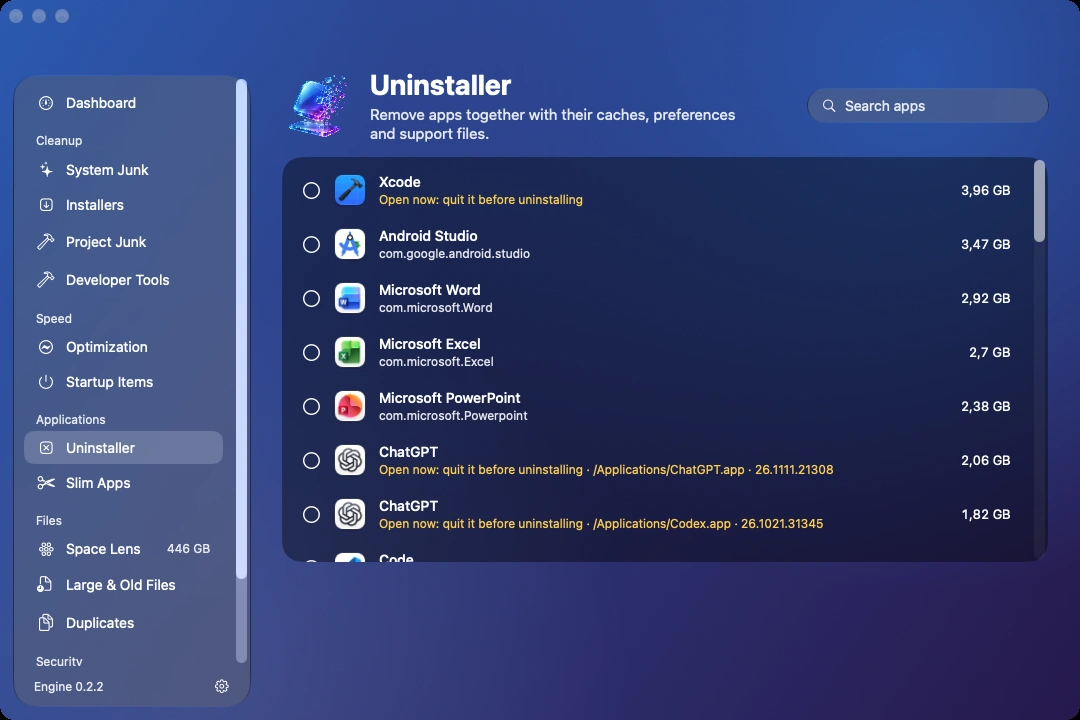 Dashboard
Cleanup
System Junk
Installers
Project Junk
Developer Tools
Speed
Optimization
Startup Items
Applications
Uninstaller
Slim Apps
Files
Space Lens 446 GB
Large & Old Files
Duplicates
Security
Engine 0.2.2
Uninstaller
Remove apps together with their caches, preferences
and support files.
Search apps
Xcode
Open now: quit it before uninstalling
3,96 GB
Android Studio
com.google.android.studio
3,47 GB
Microsoft Word
com.microsoft.Word
2,92 GB
Microsoft Excel
com.microsoft.Excel
2,7 GB
Microsoft PowerPoint
com.microsoft.Powerpoint
2,38 GB
ChatGPT
Open now: quit it before uninstalling · /Applications/ChatGPT.app · 26.1111.21308
2,06 GB
ChatGPT
Open now: quit it before uninstalling · /Applications/Codex.app · 26.1021.31345
1,82 GB
Code